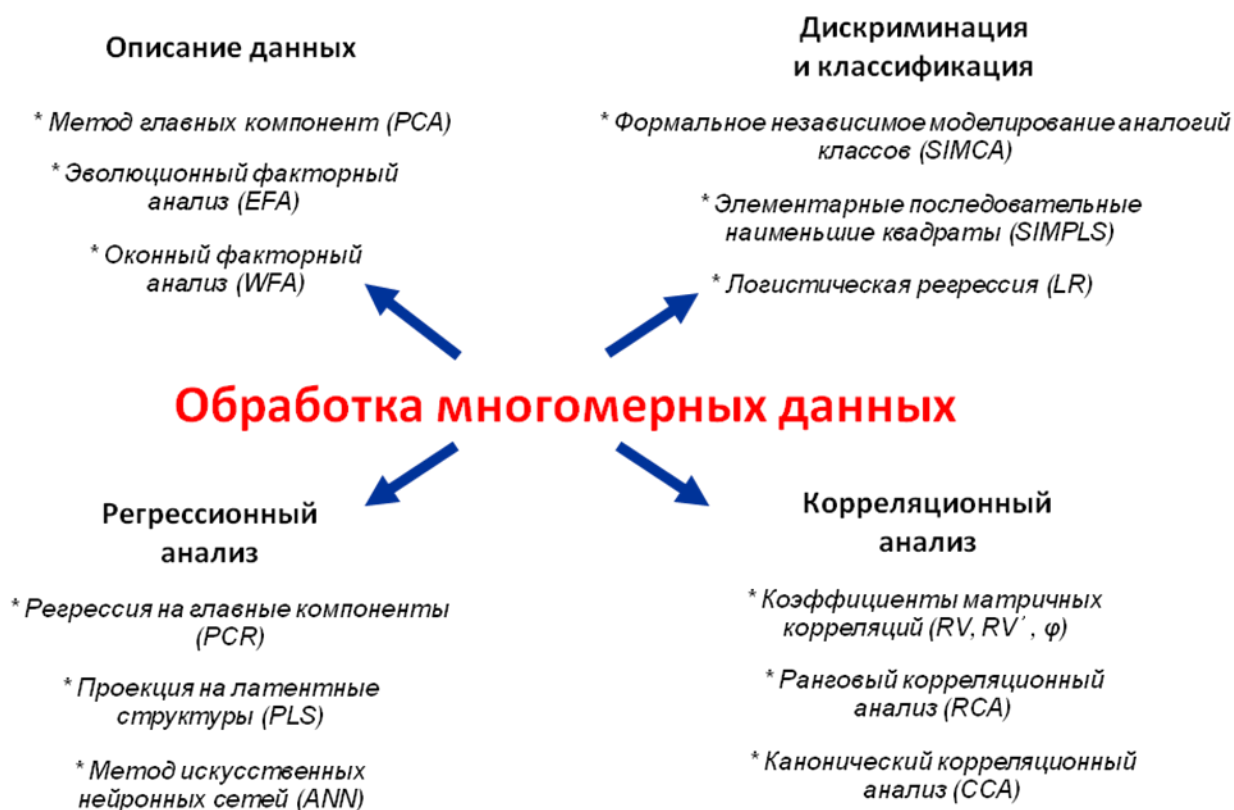 Описание данных
* Метод главных компонент (PCA)
* Эволюционный факторный
анализ (EFA)
* Оконный факторный
анализ (WFA)
Дискриминация
и классификация
* Формальное независимое моделирование аналогий
классов (SIMCA)
* Элементарные последовательные
наименьшие квадраты (SIMPLS)
* Логистическая регрессия (LR)
Обработка многомерных данных
Регрессионный
анализ
* Регрессия на главные компоненты
(PCR)
* Проекция на латентные
структуры (PLS)
* Метод искусственных
нейронных сетей (ANN)
Корреляционный
анализ
* Коэффициенты матричных
корреляций (RV, RV´ , φ)
* Ранговый корреляционный
анализ (RCA)
* Канонический корреляционный
анализ (CCA)